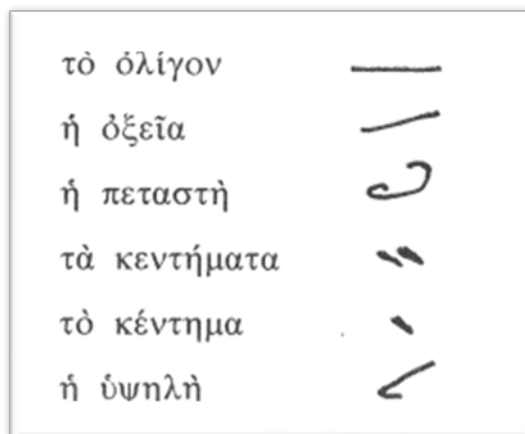 τὸ ὀλίγον
ἡ ὀξεῖα
ἡ πεταστὴ
τὰ κεντήματα
τὸ κέντημα
ἡ ὑψηλὴ